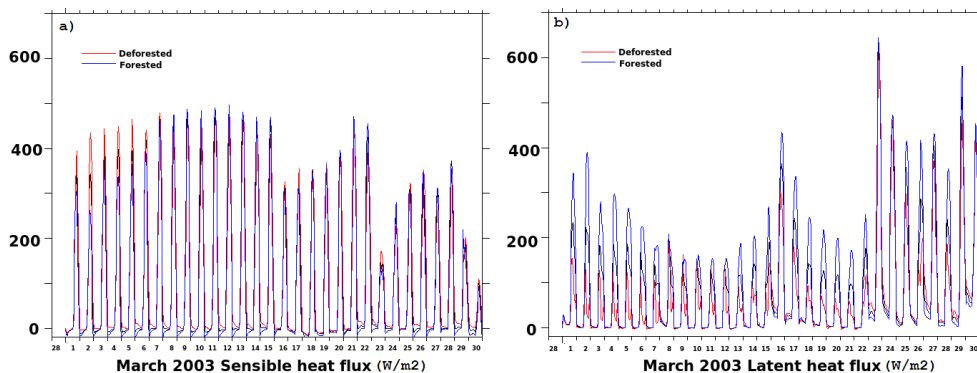 a)
600
Deforested
Forested
400
200
0
28 1 2 3 4 5 6 7 8 9 10 11 12 13 14 15 16 17 18 19 20 21 22 23 24 25 26 27 28 29 30
March 2003 Sensible heat flux (W/m2)
b)
600
Deforested
Forested
400
200
0
28 1 2 3 4 5 6 7 8 9 10 11 12 13 14 15 16 17 18 19 20 21 22 23 24 25 26 27 28 29 30
March 2003 Latent heat flux (W/m2)